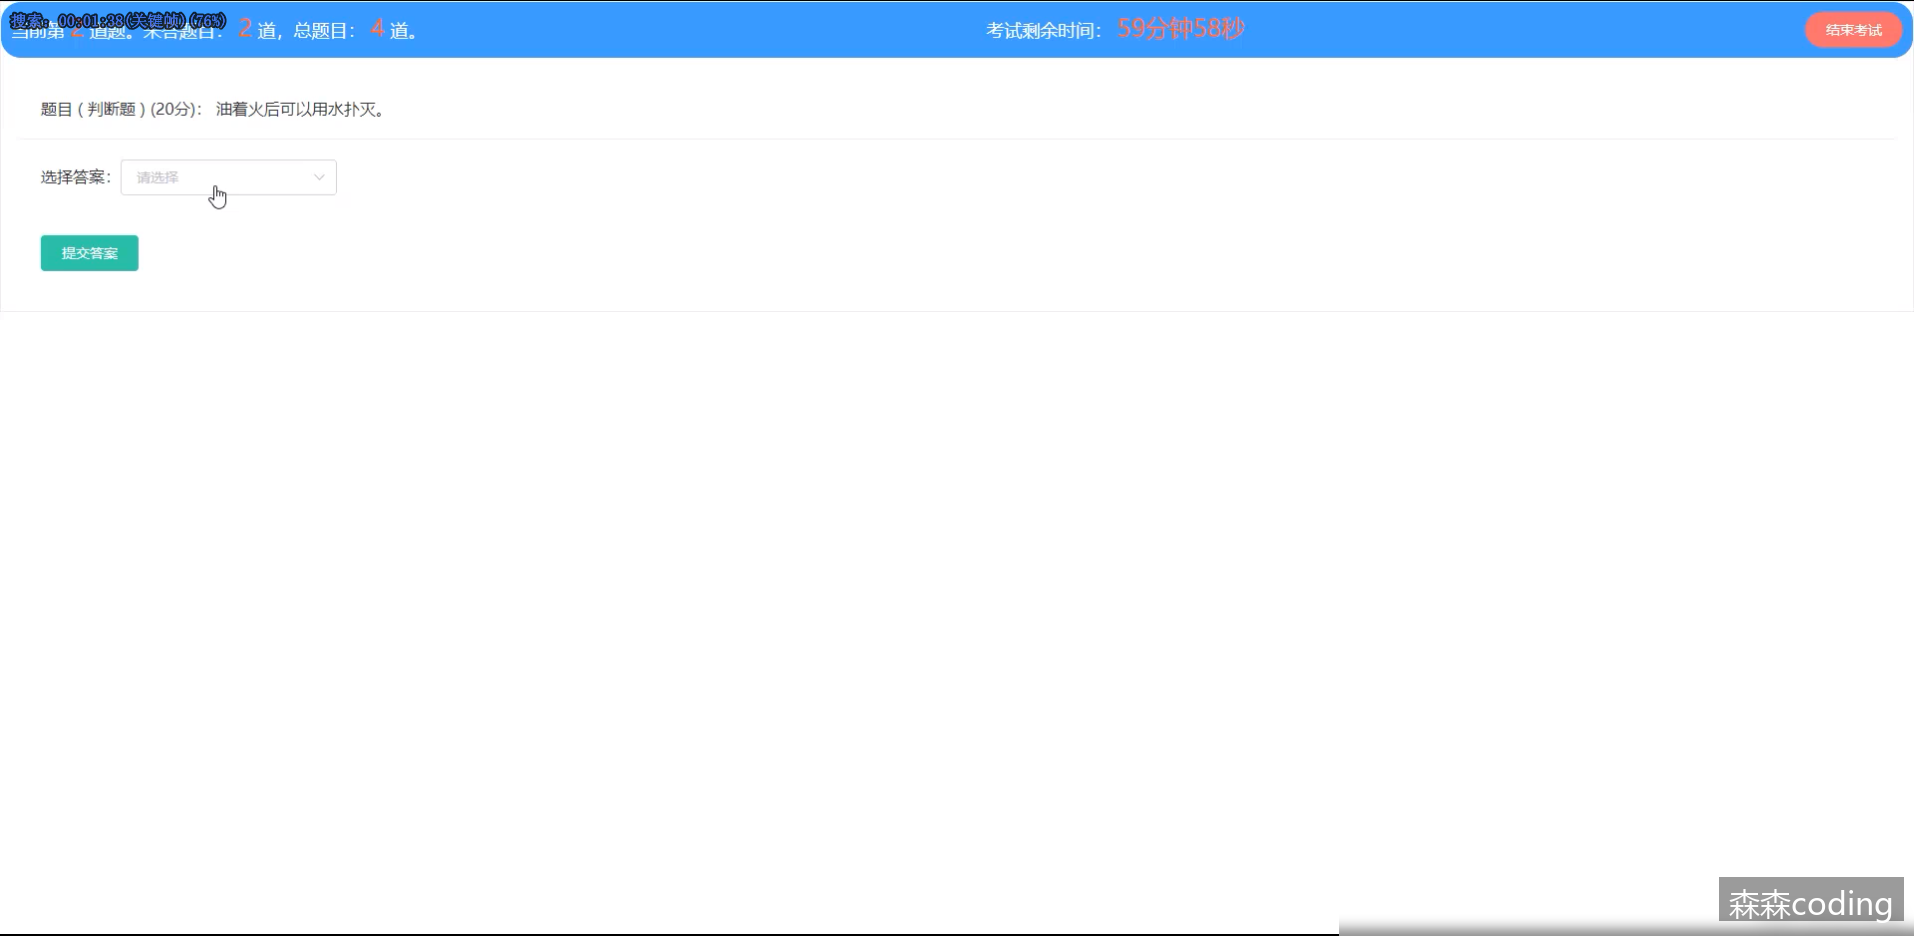 搜索: 00:01:38(关键帧)(76%)
当前第 2 道题。未答题目： 2 道，总题目： 4 道。
考试剩余时间： 59分钟58秒
结束考试
题目 ( 判断题 ) (20分)： 油着火后可以用水扑灭。
选择答案： 请选择
提交答案
森森coding